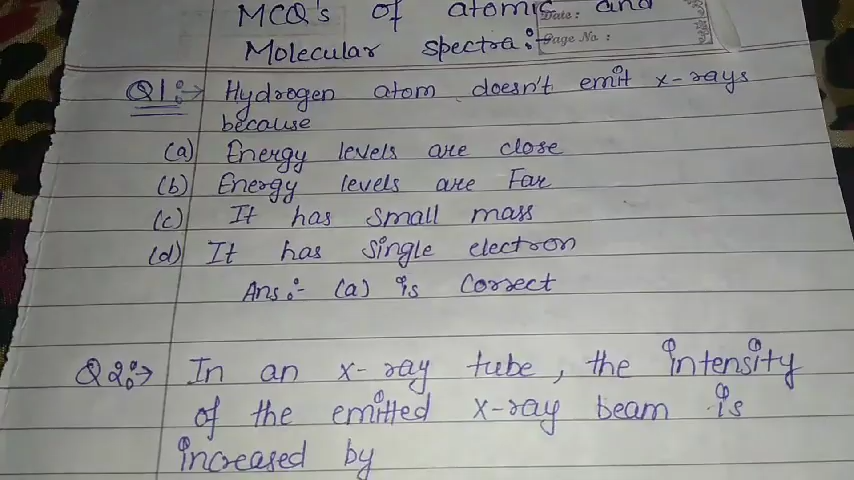 MCQ's of atomic and
Date:
Page No:
Molecular spectra:-
Q1:→ Hydrogen atom doesn't emit x-rays
because
(a) Energy levels are close
(b) Energy levels are Far
(c) It has small mass
(d) It has single electron
Ans:- (a) is correct
Q2:→ In an x-ray tube, the intensity
of the emitted x-ray beam is
increased by